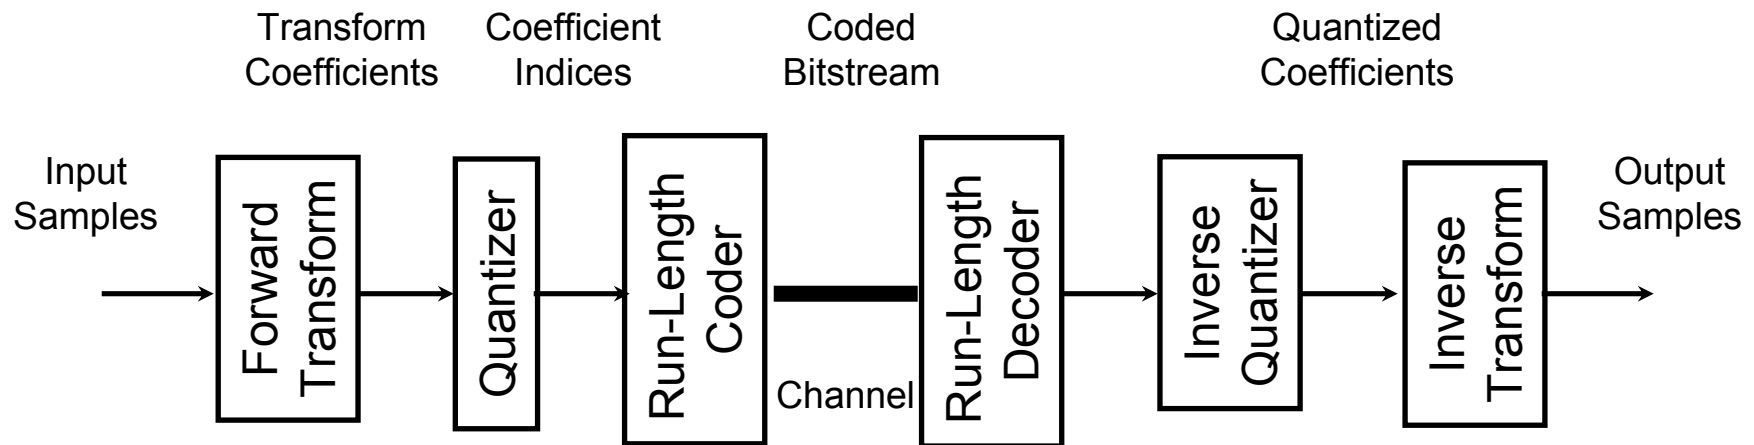 Transform
Coefficients
Coefficient
Indices
Coded
Bitstream
Quantized
Coefficients
Input
Samples
Forward
Transform
Quantizer
Run-Length
Coder
Channel
Run-Length
Decoder
Inverse
Quantizer
Inverse
Transform
Output
Samples